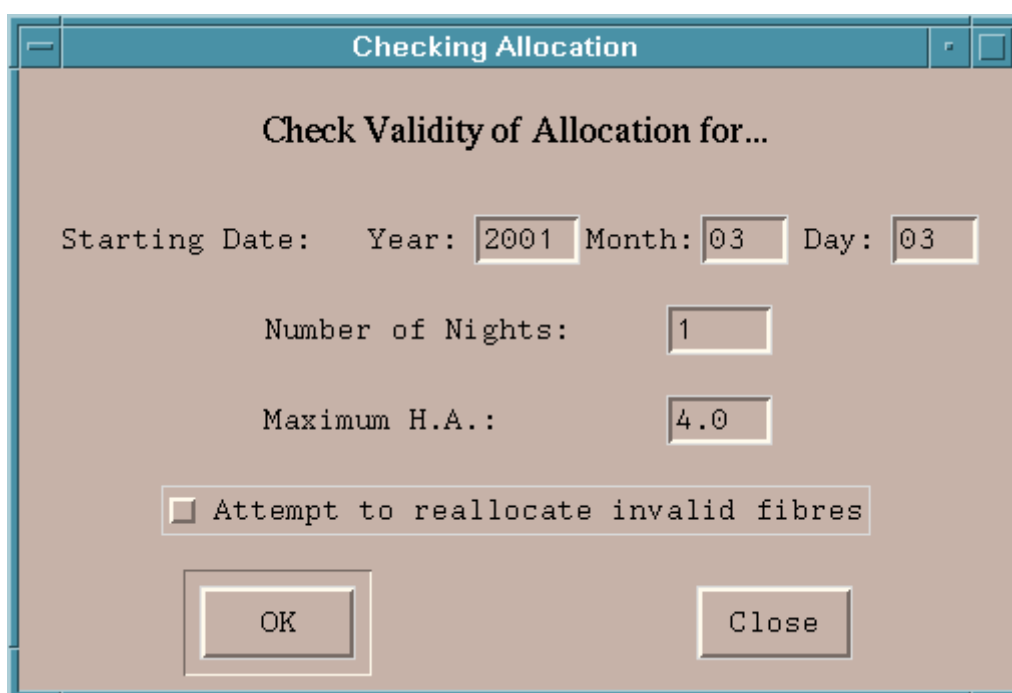 Checking Allocation
Check Validity of Allocation for...
Starting Date: Year: 2001 Month: 03 Day: 03
Number of Nights: 1
Maximum H.A.: 4.0
Attempt to reallocate invalid fibres
OK Close